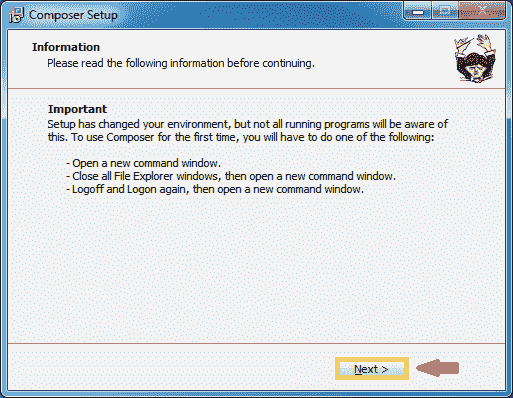 Composer Setup
Information
Please read the following information before continuing.
Important
Setup has changed your environment, but not all running programs will be aware of
this. To use Composer for the first time, you will have to do one of the following:
- Open a new command window.
- Close all File Explorer windows, then open a new command window.
- Logoff and Logon again, then open a new command window.
Next >